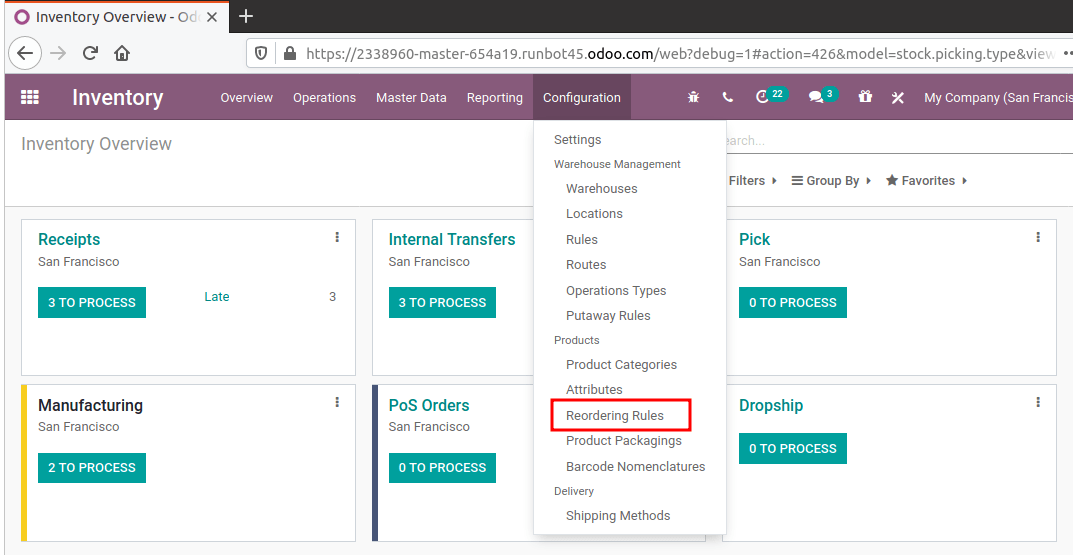 Inventory Overview - Od
https://2338960-master-654a19.runbot45.odoo.com/web?debug=1#action=426&model=stock.picking.type&view
Inventory Overview Operations Master Data Reporting Configuration 22 3 My Company (San Francis
Inventory Overview
earch...
Filters Group By Favorites
Settings
Warehouse Management
Warehouses
Locations
Rules
Routes
Operations Types
Putaway Rules
Products
Product Categories
Attributes
Reordering Rules
Product Packagings
Barcode Nomenclatures
Delivery
Shipping Methods
Receipts
San Francisco
3 TO PROCESS Late 3
Internal Transfers
San Francisco
3 TO PROCESS
Pick
San Francisco
0 TO PROCESS
Manufacturing
San Francisco
2 TO PROCESS
PoS Orders
San Francisco
0 TO PROCESS
Dropship
0 TO PROCESS